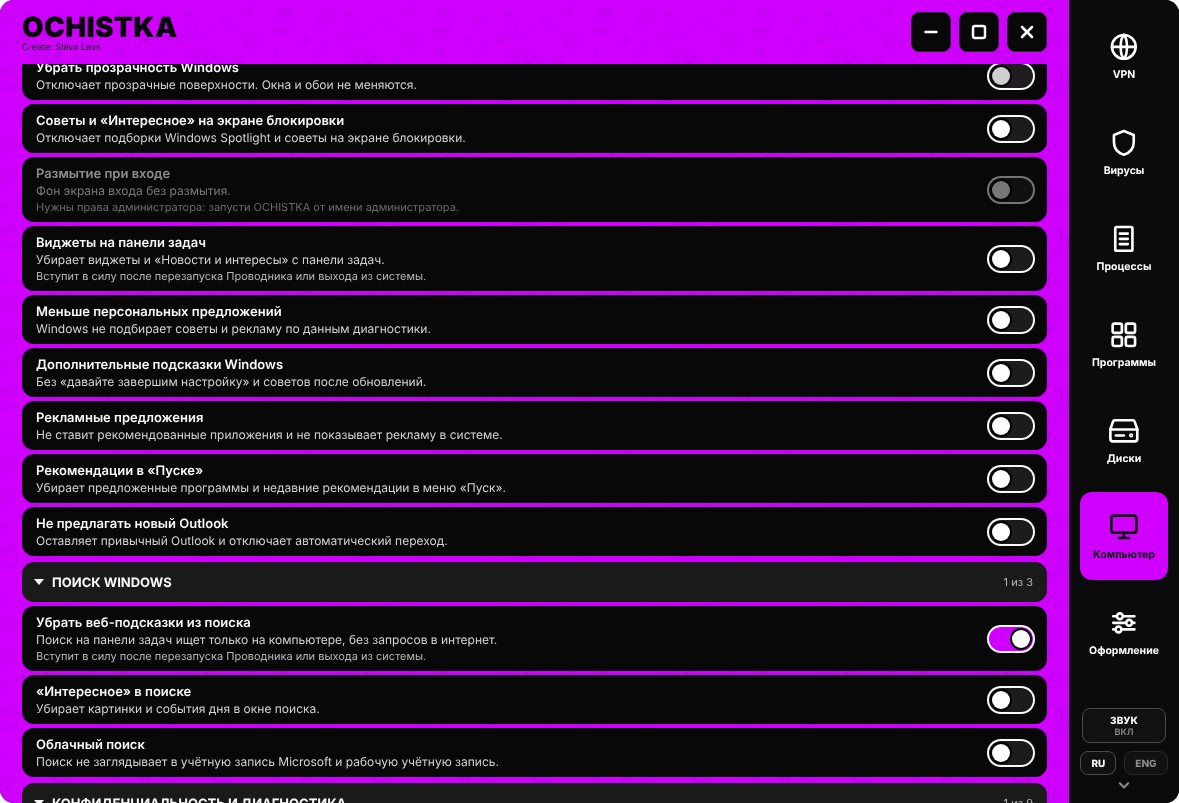 OCHISTKA
Create: Slava Lavs
Убрать прозрачность Windows
Отключает прозрачные поверхности. Окна и обои не меняются.
Советы и «Интересное» на экране блокировки
Отключает подборки Windows Spotlight и советы на экране блокировки.
Размытие при входе
Фон экрана входа без размытия.
Нужны права администратора: запусти OCHISTKA от имени администратора.
Виджеты на панели задач
Убирает виджеты и «Новости и интересы» с панели задач.
Вступит в силу после перезапуска Проводника или выхода из системы.
Меньше персональных предложений
Windows не подбирает советы и рекламу по данным диагностики.
Дополнительные подсказки Windows
Без «давайте завершим настройку» и советов после обновлений.
Рекламные предложения
Не ставит рекомендованные приложения и не показывает рекламу в системе.
Рекомендации в «Пуске»
Убирает предложенные программы и недавние рекомендации в меню «Пуск».
Не предлагать новый Outlook
Оставляет привычный Outlook и отключает автоматический переход.
ПОИСК WINDOWS
1 из 3
Убрать веб-подсказки из поиска
Поиск на панели задач ищет только на компьютере, без запросов в интернет.
Вступит в силу после перезапуска Проводника или выхода из системы.
«Интересное» в поиске
Убирает картинки и события дня в окне поиска.
Облачный поиск
Поиск не заглядывает в учётную запись Microsoft и рабочую учётную запись.
КОНФИДЕНЦИАЛЬНОСТЬ И ДИАГНОСТИКА
1 из 9
VPN
Вирусы
Процессы
Программы
Диски
Компьютер
Оформление
ЗВУК
ВКЛ
RU
ENG